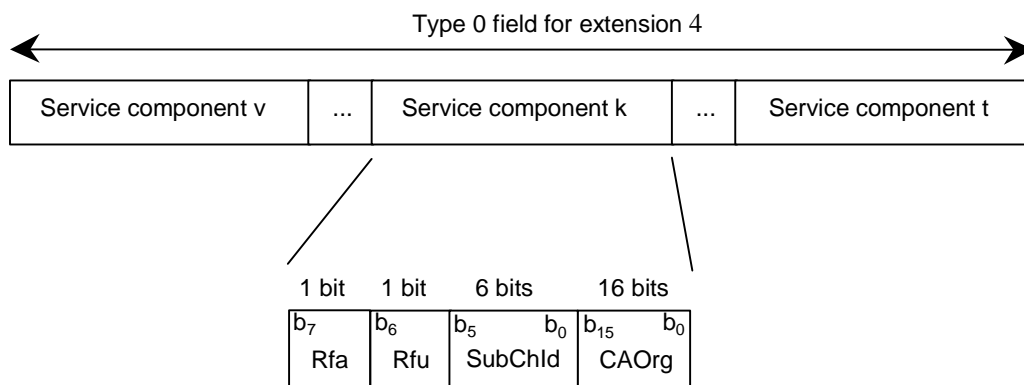 Type 0 field for extension 4
Service component v ... Service component k ... Service component t
1 bit 1 bit 6 bits 16 bits
b7 b6 b5 b0 b15 b0
Rfa Rfu SubChId CAOrg